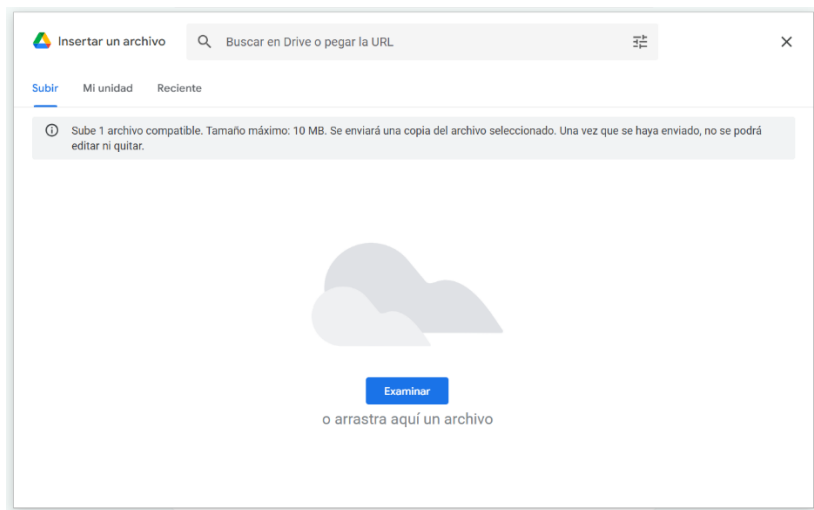 Insertar un archivo
Buscar en Drive o pegar la URL
Subir Mi unidad Reciente
Sube 1 archivo compatible. Tamaño máximo: 10 MB. Se enviará una copia del archivo seleccionado. Una vez que se haya enviado, no se podrá
editar ni quitar.
Examinar
o arrastra aquí un archivo